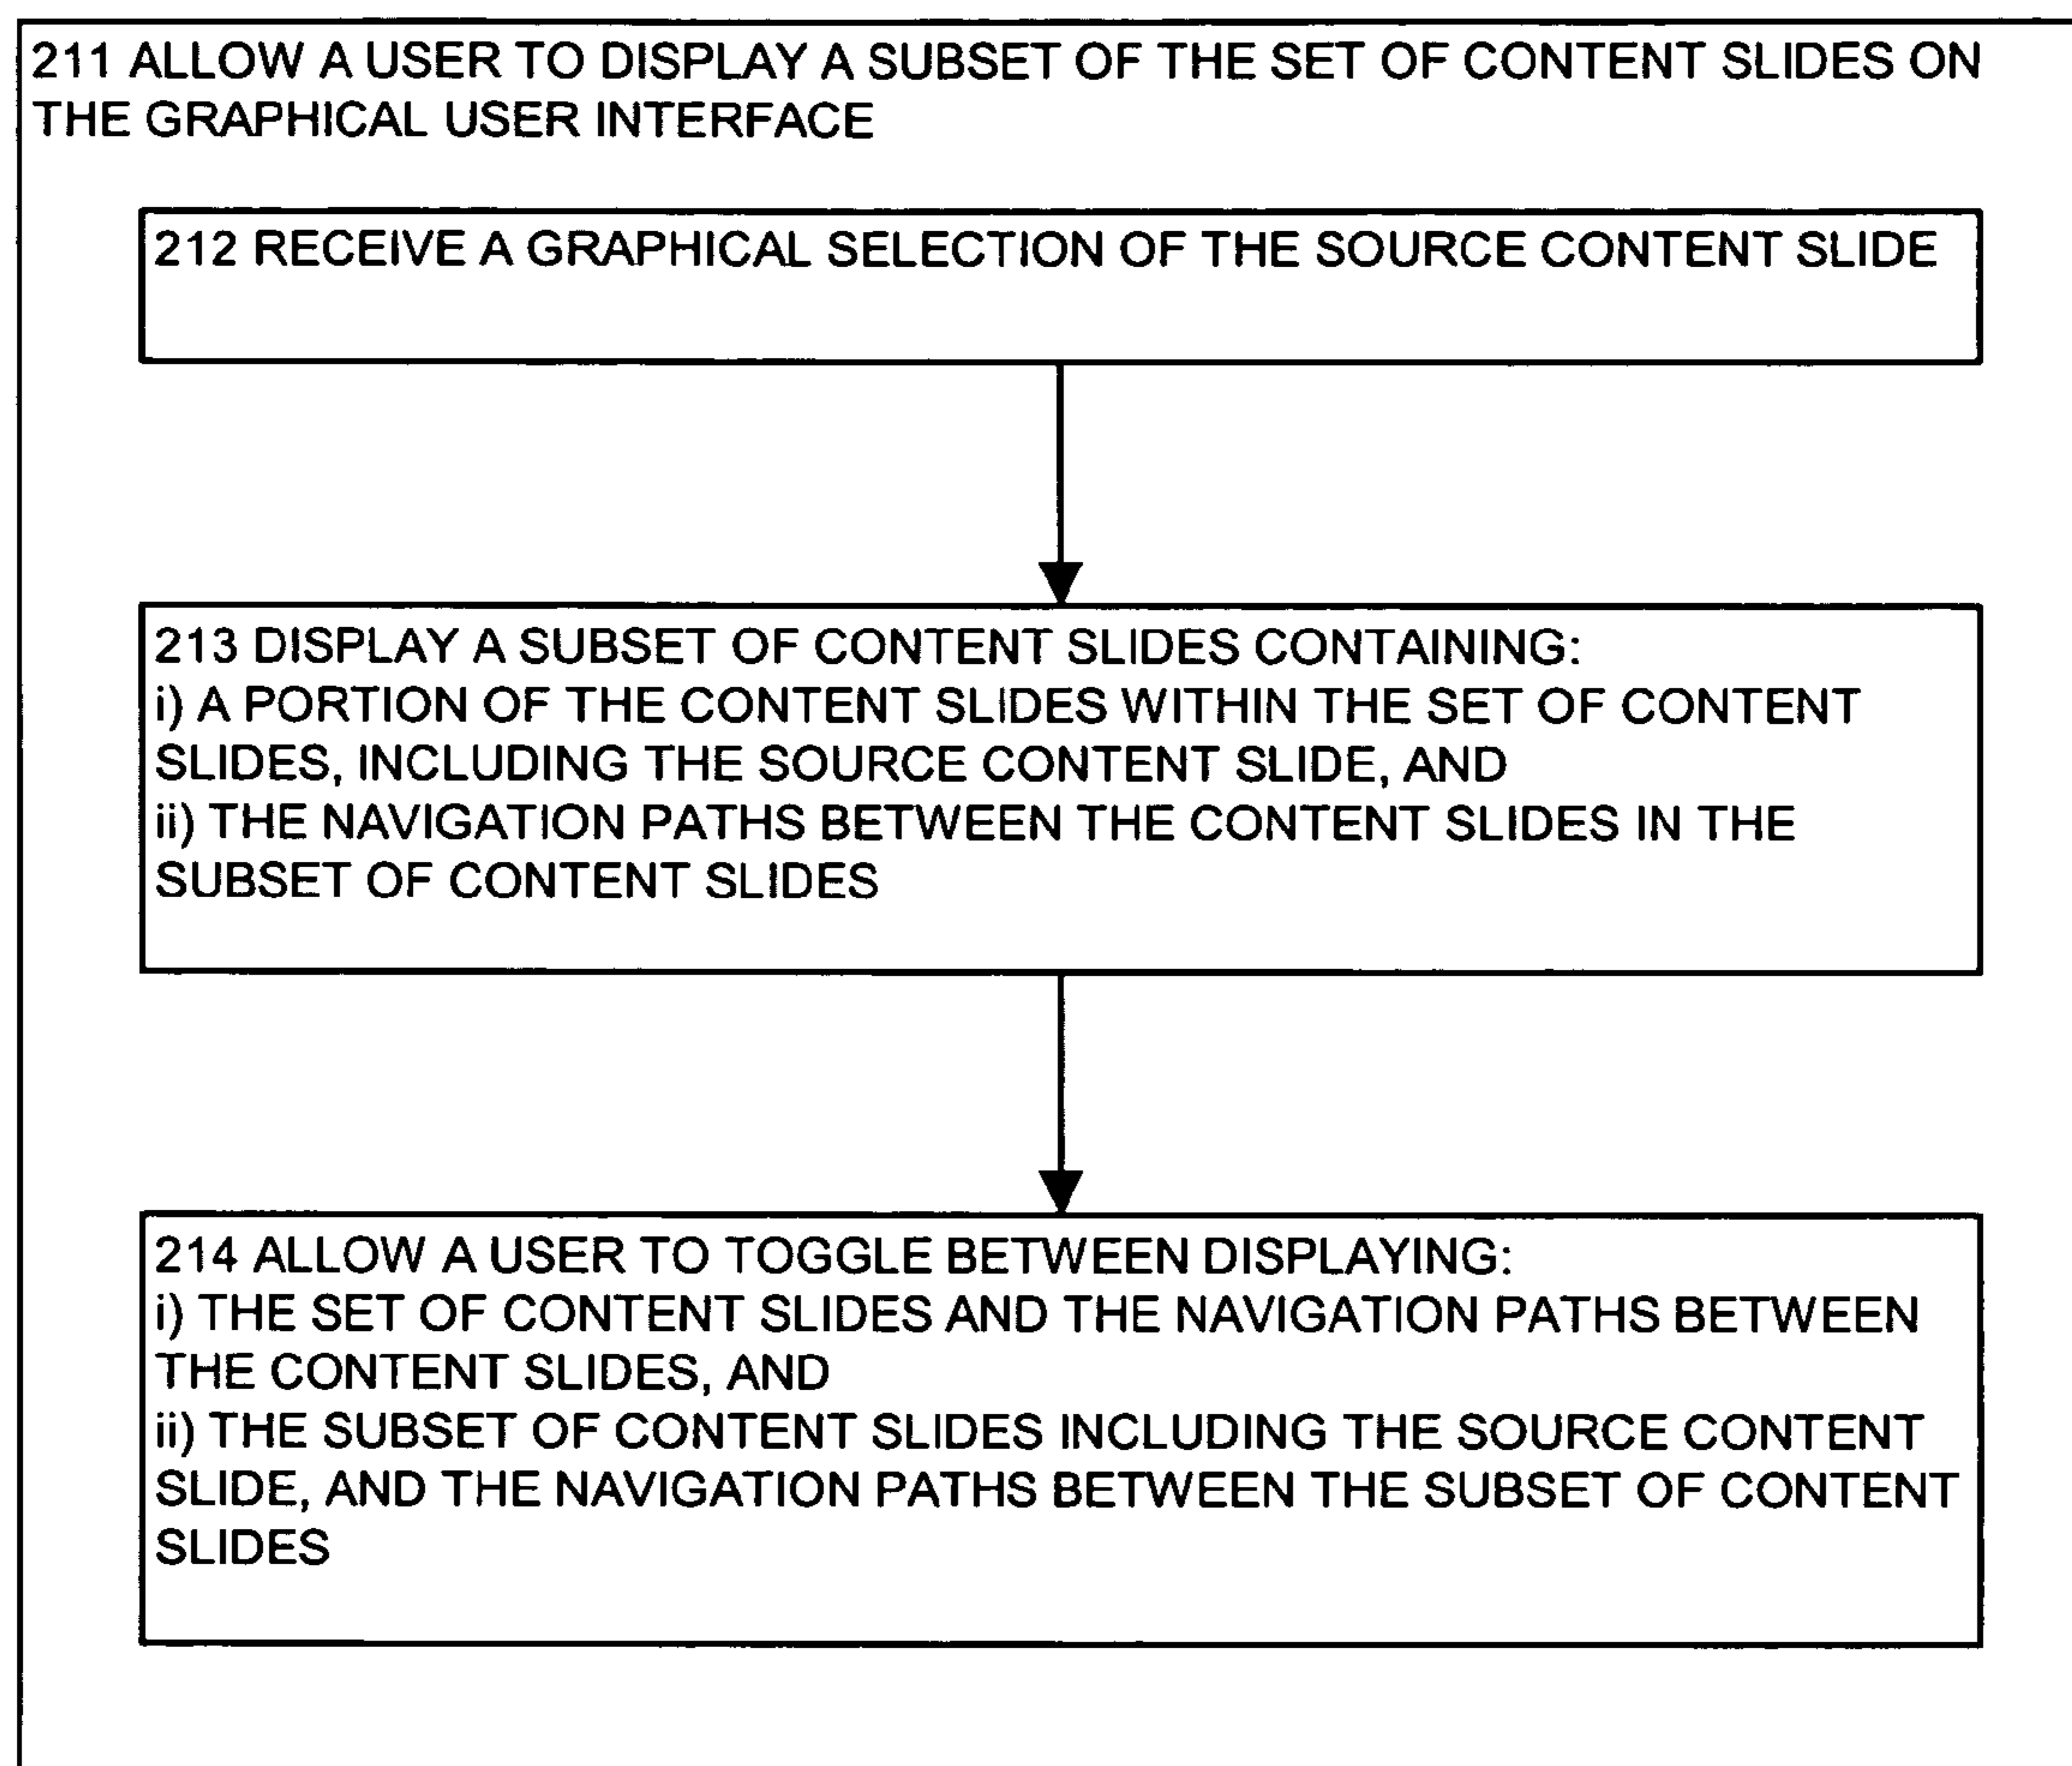 211 ALLOW A USER TO DISPLAY A SUBSET OF THE SET OF CONTENT SLIDES ON
THE GRAPHICAL USER INTERFACE
212 RECEIVE A GRAPHICAL SELECTION OF THE SOURCE CONTENT SLIDE
213 DISPLAY A SUBSET OF CONTENT SLIDES CONTAINING:
i) A PORTION OF THE CONTENT SLIDES WITHIN THE SET OF CONTENT
SLIDES, INCLUDING THE SOURCE CONTENT SLIDE, AND
ii) THE NAVIGATION PATHS BETWEEN THE CONTENT SLIDES IN THE
SUBSET OF CONTENT SLIDES
214 ALLOW A USER TO TOGGLE BETWEEN DISPLAYING:
i) THE SET OF CONTENT SLIDES AND THE NAVIGATION PATHS BETWEEN
THE CONTENT SLIDES, AND
ii) THE SUBSET OF CONTENT SLIDES INCLUDING THE SOURCE CONTENT
SLIDE, AND THE NAVIGATION PATHS BETWEEN THE SUBSET OF CONTENT
SLIDES